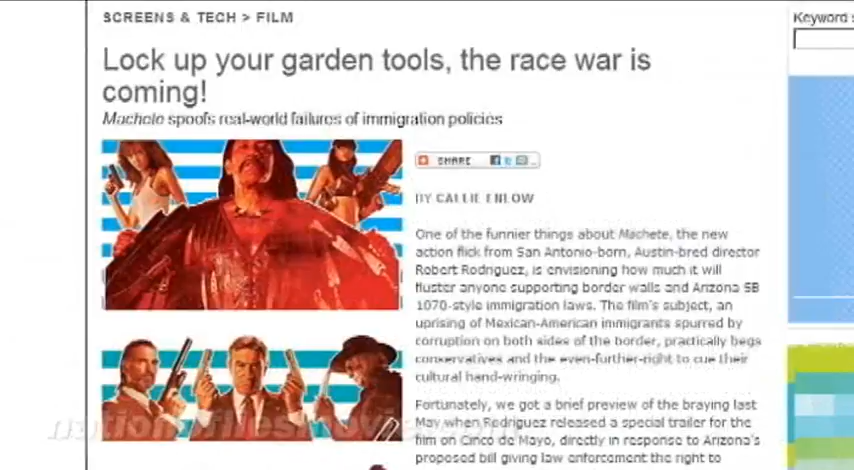 SCREENS & TECH > FILM
Keyword
Lock up your garden tools, the race war is
coming!
Machete spoofs real-world failures of immigration policies
SHARE
BY CALLIE ENLOW
One of the funnier things about Machete, the new
action flick from San Antonio-born, Austin-bred director
Robert Rodriguez, is envisioning how much it will
fluster anyone supporting border walls and Arizona SB
1070-style immigration laws. The film's subject, an
uprising of Mexican-American immigrants spurred by
corruption on both sides of the border, practically begs
conservatives and the even-further-right to cue their
cultural hand-wringing.
Fortunately, we got a brief preview of the braying last
May when Rodriguez released a special trailer for the
film on Cinco de Mayo, directly in response to Arizona's
proposed bill giving law enforcement the right to